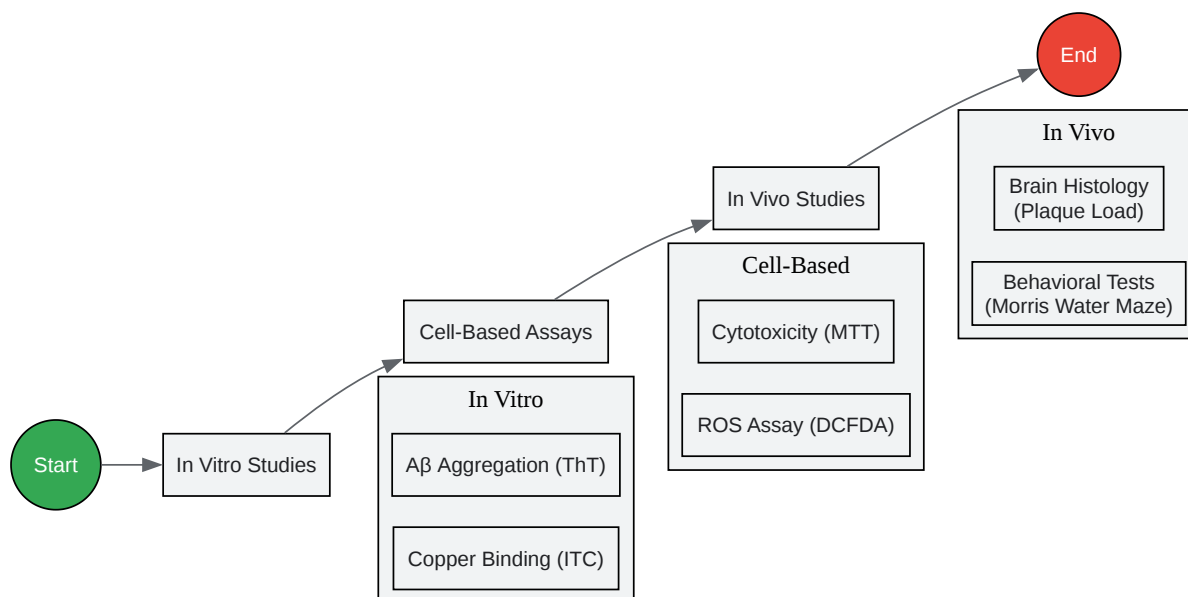 Start
In Vitro Studies
Cell-Based Assays
In Vivo Studies
End
In Vitro
Aβ Aggregation (ThT)
Copper Binding (ITC)
Cell-Based
Cytotoxicity (MTT)
ROS Assay (DCFDA)
In Vivo
Brain Histology
(Plaque Load)
Behavioral Tests
(Morris Water Maze)